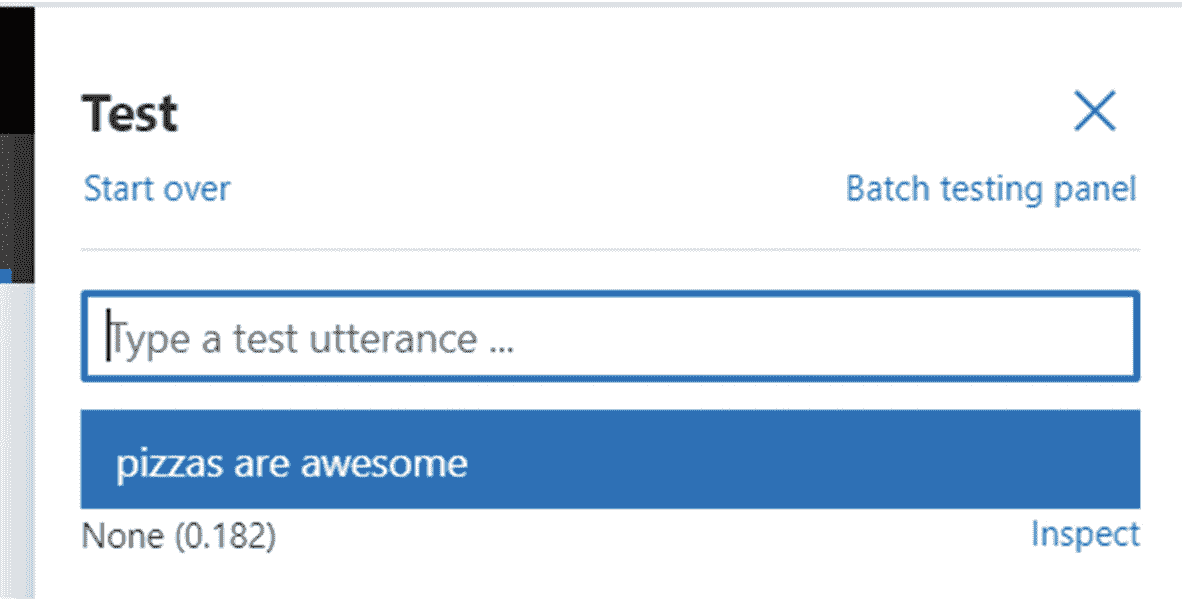 Test
Start over
Batch testing panel
Type a test utterance ...
pizzas are awesome
None (0.182)
Inspect